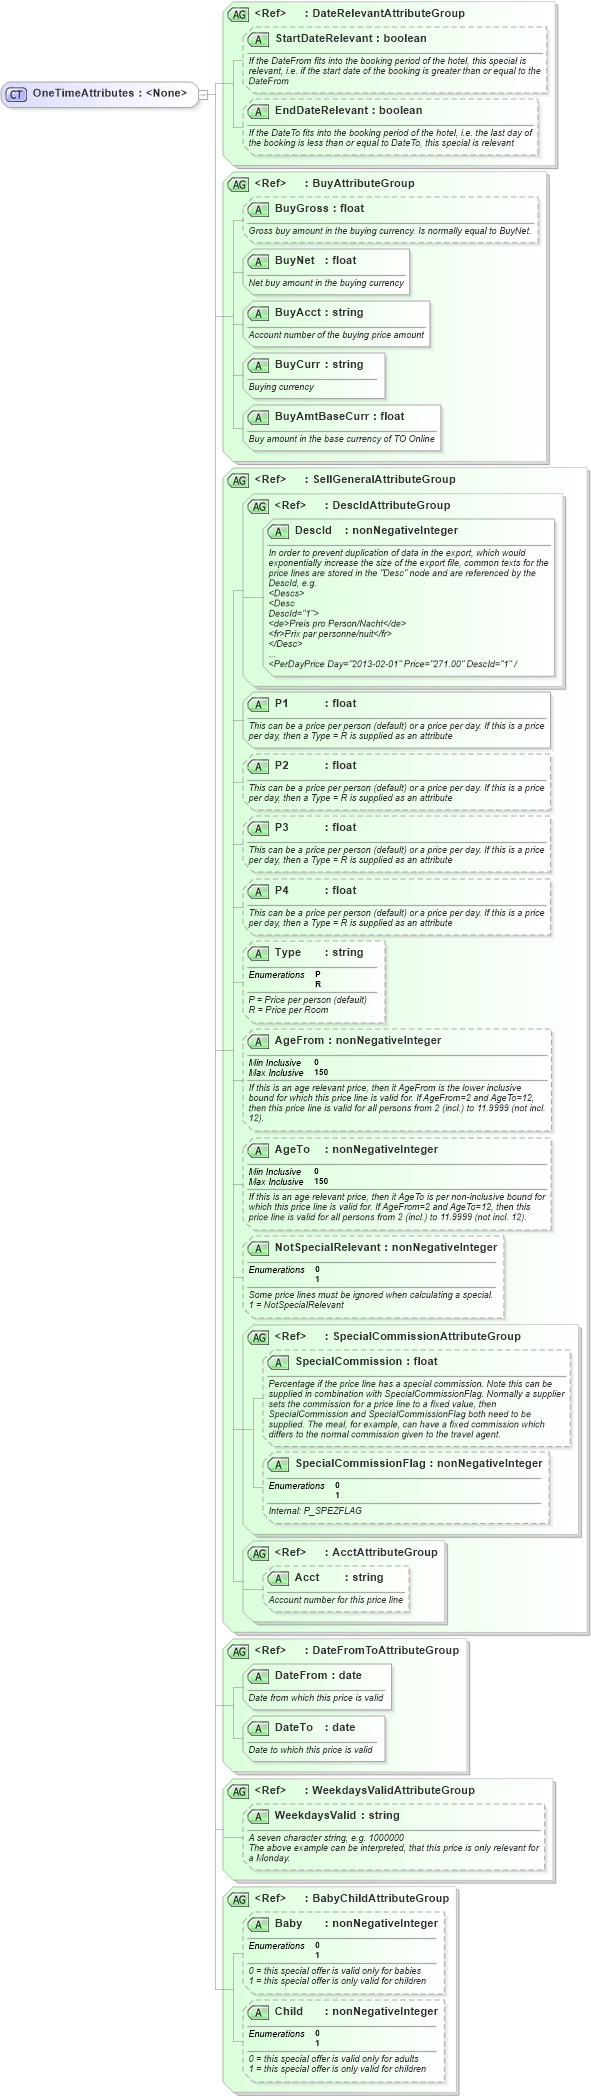 AG <Ref> : DateRelevantAttributeGroup
A StartDateRelevant : boolean
If the DateFrom fits into the booking period of the hotel, this special is
relevant, i.e. if the start date of the booking is greater than or equal to the
DateFrom
CT OneTimeAttributes : <None>
A EndDateRelevant : boolean
If the DateTo fits into the booking period of the hotel, i.e. the last day of
the booking is less than or equal to DateTo, this special is relevant
AG <Ref> : BuyAttributeGroup
A BuyGross : float
Gross buy amount in the buying currency. Is normally equal to BuyNet.
A BuyNet : float
Net buy amount in the buying currency
A BuyAcct : string
Account number of the buying price amount
A BuyCurr : string
Buying currency
A BuyAmtBaseCurr : float
Buy amount in the base currency of TO Online
AG <Ref> : SellGeneralAttributeGroup
AG <Ref> : DescIdAttributeGroup
A DescId : nonNegativeInteger
In order to prevent duplication of data in the export, which would
exponentially increase the size of the export file, common texts for the
price lines are stored in the "Desc" node and are referenced by the
DescId, e.g.
<Descs>
<Desc
DescId="1">
<de>Preis pro Person/Nacht</de>
<fr>Prix par personne/nuit</fr>
</Desc>
...
<PerDayPrice Day="2013-02-01" Price="271.00" DescId="1" /
A P1 : float
This can be a price per person (default) or a price per day. If this is a price
per day, then a Type = R is supplied as an attribute
A P2 : float
This can be a price per person (default) or a price per day. If this is a price
per day, then a Type = R is supplied as an attribute
A P3 : float
This can be a price per person (default) or a price per day. If this is a price
per day, then a Type = R is supplied as an attribute
A P4 : float
This can be a price per person (default) or a price per day. If this is a price
per day, then a Type = R is supplied as an attribute
A Type : string
Enumerations P
R
P = Price per person (default)
R = Price per Room
A AgeFrom : nonNegativeInteger
Min Inclusive 0
Max Inclusive 150
If this is an age relevant price, then it AgeFrom is the lower inclusive
bound for which this price line is valid for. If AgeFrom=2 and AgeTo=12,
then this price line is valid for all persons from 2 (incl.) to 11.9999 (not incl.
12).
A AgeTo : nonNegativeInteger
Min Inclusive 0
Max Inclusive 150
If this is an age relevant price, then it AgeTo is per non-inclusive bound for
which this price line is valid for. If AgeFrom=2 and AgeTo=12, then this
price line is valid for all persons from 2 (incl.) to 11.9999 (not incl. 12).
A NotSpecialRelevant : nonNegativeInteger
Enumerations 0
1
Some price lines must be ignored when calculating a special.
1 = NotSpecialRelevant
AG <Ref> : SpecialCommissionAttributeGroup
A SpecialCommission : float
Percentage if the price line has a special commission. Note this can be
supplied in combination with SpecialCommissionFlag. Normally a supplier
sets the commission for a price line to a fixed value, then
SpecialCommission and SpecialCommissionFlag both need to be
supplied. The meal, for example, can have a fixed commission which
differs to the normal commission given to the travel agent.
A SpecialCommissionFlag : nonNegativeInteger
Enumerations 0
1
Internal: P_SPEZFLAG
AG <Ref> : AcctAttributeGroup
A Acct : string
Account number for this price line
AG <Ref> : DateFromToAttributeGroup
A DateFrom : date
Date from which this price is valid
A DateTo : date
Date to which this price is valid
AG <Ref> : WeekdaysValidAttributeGroup
A WeekdaysValid : string
A seven character string, e.g. 1000000
The above example can be interpreted, that this price is only relevant for
a Monday.
AG <Ref> : BabyChildAttributeGroup
A Baby : nonNegativeInteger
Enumerations 0
1
0 = this special offer is valid only for babies
1 = this special offer is only valid for children
A Child : nonNegativeInteger
Enumerations 0
1
0 = this special offer is valid only for adults
1 = this special offer is only valid for children